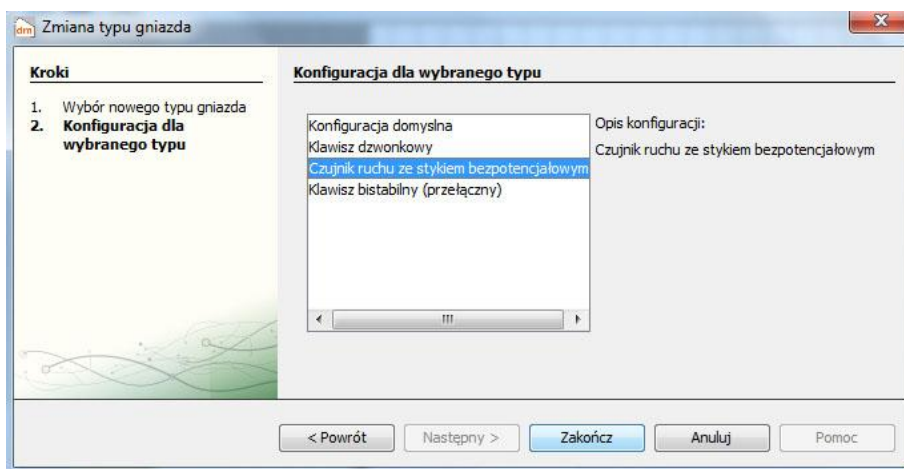 dm Zmiana typu gniazda
Kroki
1. Wybór nowego typu gniazda
2. Konfiguracja dla
wybranego typu
Konfiguracja dla wybranego typu
Konfiguracja domyslna
Klawisz dzwonkowy
Czujnik ruchu ze stykiem bezpotencjałowym
Klawisz bistabilny (przełączny)
Opis konfiguracji:
Czujnik ruchu ze stykiem bezpotencjałowym
< Powrót
Następny >
Zakończ
Anuluj
Pomoc